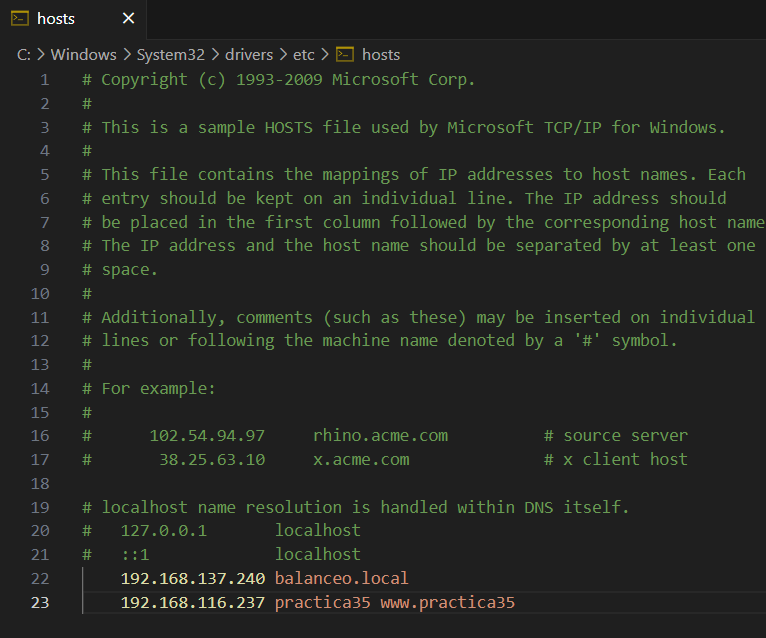 hosts
C: > Windows > System32 > drivers > etc > hosts
1 # Copyright (c) 1993-2009 Microsoft Corp.
2 #
3 # This is a sample HOSTS file used by Microsoft TCP/IP for Windows.
4 #
5 # This file contains the mappings of IP addresses to host names. Each
6 # entry should be kept on an individual line. The IP address should
7 # be placed in the first column followed by the corresponding host name
8 # The IP address and the host name should be separated by at least one
9 # space.
10 #
11 # Additionally, comments (such as these) may be inserted on individual
12 # lines or following the machine name denoted by a '#' symbol.
13 #
14 # For example:
15 #
16 #      102.54.94.97     rhino.acme.com          # source server
17 #       38.25.63.10     x.acme.com              # x client host
18
19 # localhost name resolution is handled within DNS itself.
20 #   127.0.0.1       localhost
21 #   ::1             localhost
22     192.168.137.240 balanceo.local
23     192.168.116.237 practica35 www.practica35